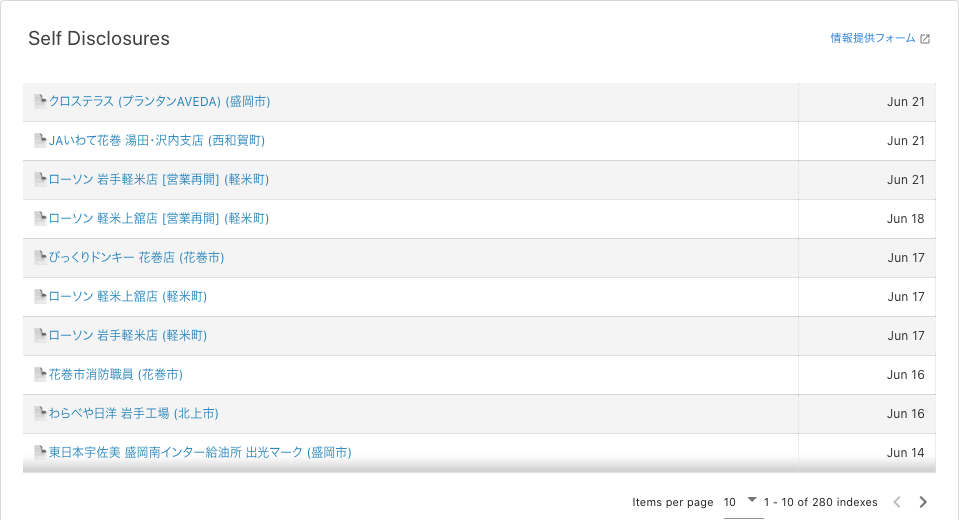 Self Disclosures
情報提供フォーム
クロステラス (プランタンAVEDA) (盛岡市) Jun 21
JAいわて花巻 湯田・沢内支店 (西和賀町) Jun 21
ローソン 岩手軽米店 [営業再開] (軽米町) Jun 21
ローソン 軽米上舘店 [営業再開] (軽米町) Jun 18
びっくりドンキー 花巻店 (花巻市) Jun 17
ローソン 軽米上舘店 (軽米町) Jun 17
ローソン 岩手軽米店 (軽米町) Jun 17
花巻市消防職員 (花巻市) Jun 16
わらべや日洋 岩手工場 (北上市) Jun 16
東日本宇佐美 盛岡南インター給油所 出光マーク (盛岡市) Jun 14
Items per page 10 1 - 10 of 280 indexes